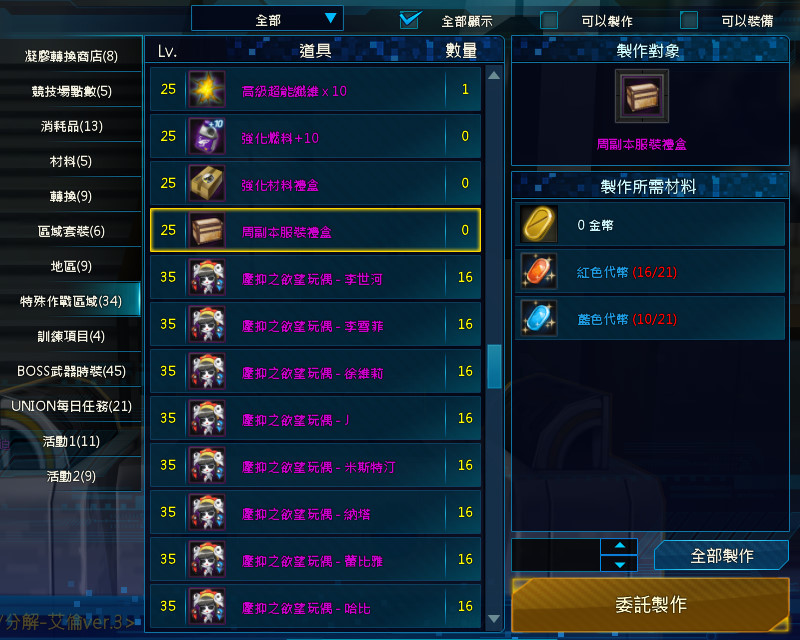 全部
全部顯示
可以製作
可以裝備
凝膠轉換商店(8)
競技場點數(5)
消耗品(13)
材料(5)
轉換(9)
區域套裝(6)
地區(9)
特殊作戰區域(34)
訓練項目(4)
BOSS武器時裝(45)
UNION每日任務(21)
活動1(11)
活動2(9)
/分解-艾倫ver.3>
Lv. 道具 數量
25 高級超能纖維 x 10 1
25 +10 強化燃料+10 0
25 強化材料禮盒 0
25 周副本服裝禮盒 0
35 壓抑之欲望玩偶 - 李世河 16
35 壓抑之欲望玩偶 - 李雪菲 16
35 壓抑之欲望玩偶 - 徐維莉 16
35 壓抑之欲望玩偶 - J 16
35 壓抑之欲望玩偶 - 米斯特汀 16
35 壓抑之欲望玩偶 - 納塔 16
35 壓抑之欲望玩偶 - 蕾比雅 16
35 壓抑之欲望玩偶 - 哈比 16
製作對象
周副本服裝禮盒
製作所需材料
0 金幣
紅色代幣 (16/21)
藍色代幣 (10/21)
全部製作
委託製作